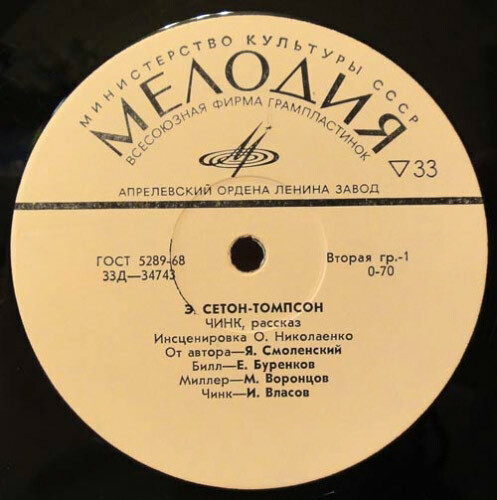 МИНИСТЕРСТВО КУЛЬТУРЫ СССР
МЕЛОДИЯ
ВСЕСОЮЗНАЯ ФИРМА ГРАМПЛАСТИНОК
▽33
АПРЕЛЕВСКИЙ ОРДЕНА ЛЕНИНА ЗАВОД
ГОСТ 5289-68
33Д—34743
Вторая гр.-1
0-70
Э. СЕТОН-ТОМПСОН
ЧИНК, рассказ
Инсценировка О. Николаенко
От автора—Я. Смоленский
Билл—Е. Буренков
Миллер—М. Воронцов
Чинк—И. Власов